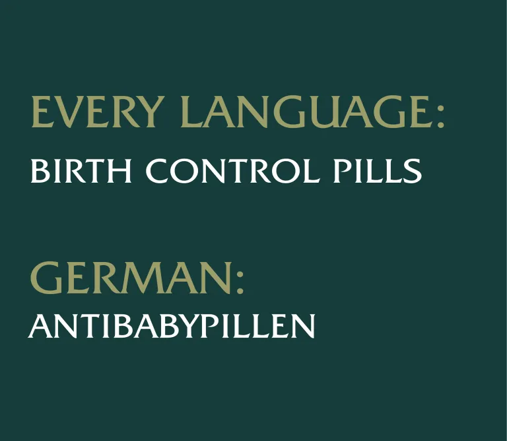 EVERY LANGUAGE:
BIRTH CONTROL PILLS
GERMAN:
ANTIBABYPILLEN